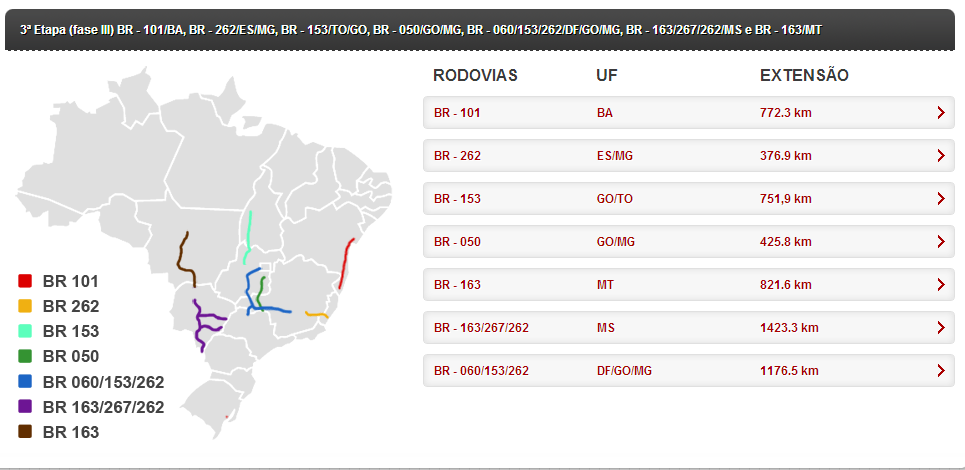 3ª Etapa (fase III) BR - 101/BA, BR - 262/ES/MG, BR - 153/TO/GO, BR - 050/GO/MG, BR - 060/153/262/DF/GO/MG, BR - 163/267/262/MS e BR - 163/MT
RODOVIAS UF EXTENSÃO
BR - 101 BA 772.3 km
BR - 262 ES/MG 376.9 km
BR - 153 GO/TO 751,9 km
BR - 050 GO/MG 425.8 km
BR - 163 MT 821.6 km
BR - 163/267/262 MS 1423.3 km
BR - 060/153/262 DF/GO/MG 1176.5 km
BR 101
BR 262
BR 153
BR 050
BR 060/153/262
BR 163/267/262
BR 163